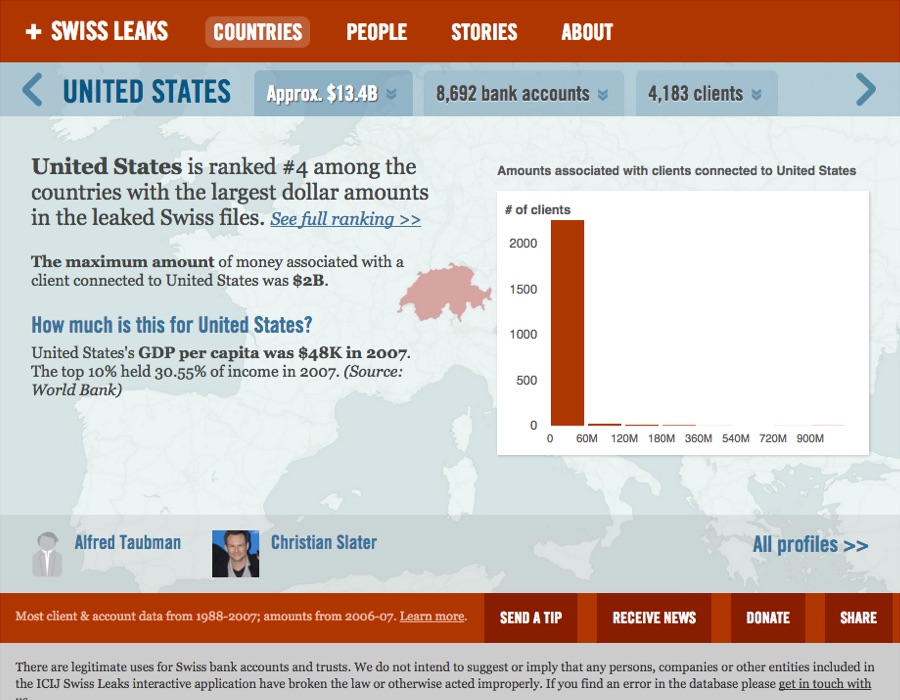 + SWISS LEAKS COUNTRIES PEOPLE STORIES ABOUT
UNITED STATES Approx. $13.4B 8,692 bank accounts 4,183 clients
United States is ranked #4 among the
countries with the largest dollar amounts
in the leaked Swiss files. See full ranking >>
The maximum amount of money associated with a
client connected to United States was $2B.
How much is this for United States?
United States's GDP per capita was $48K in 2007.
The top 10% held 30.55% of income in 2007. (Source:
World Bank)
Amounts associated with clients connected to United States
# of clients
2000
1500
1000
500
0
0 60M 120M 180M 360M 540M 720M 900M
Alfred Taubman Christian Slater All profiles >>
Most client & account data from 1988-2007; amounts from 2006-07. Learn more. SEND A TIP RECEIVE NEWS DONATE SHARE
There are legitimate uses for Swiss bank accounts and trusts. We do not intend to suggest or imply that any persons, companies or other entities included in
the ICIJ Swiss Leaks interactive application have broken the law or otherwise acted improperly. If you find an error in the database please get in touch with